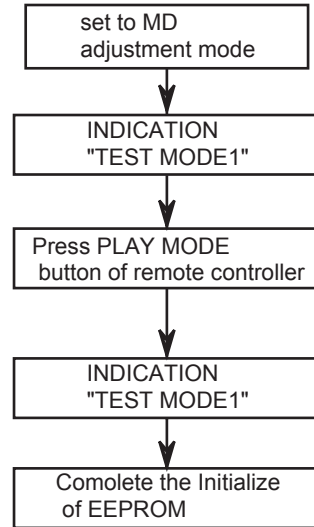 set to MD
adjustment mode
INDICATION
"TEST MODE1"
Press PLAY MODE
button of remote controller
INDICATION
"TEST MODE1"
Comolete the Initialize
of EEPROM